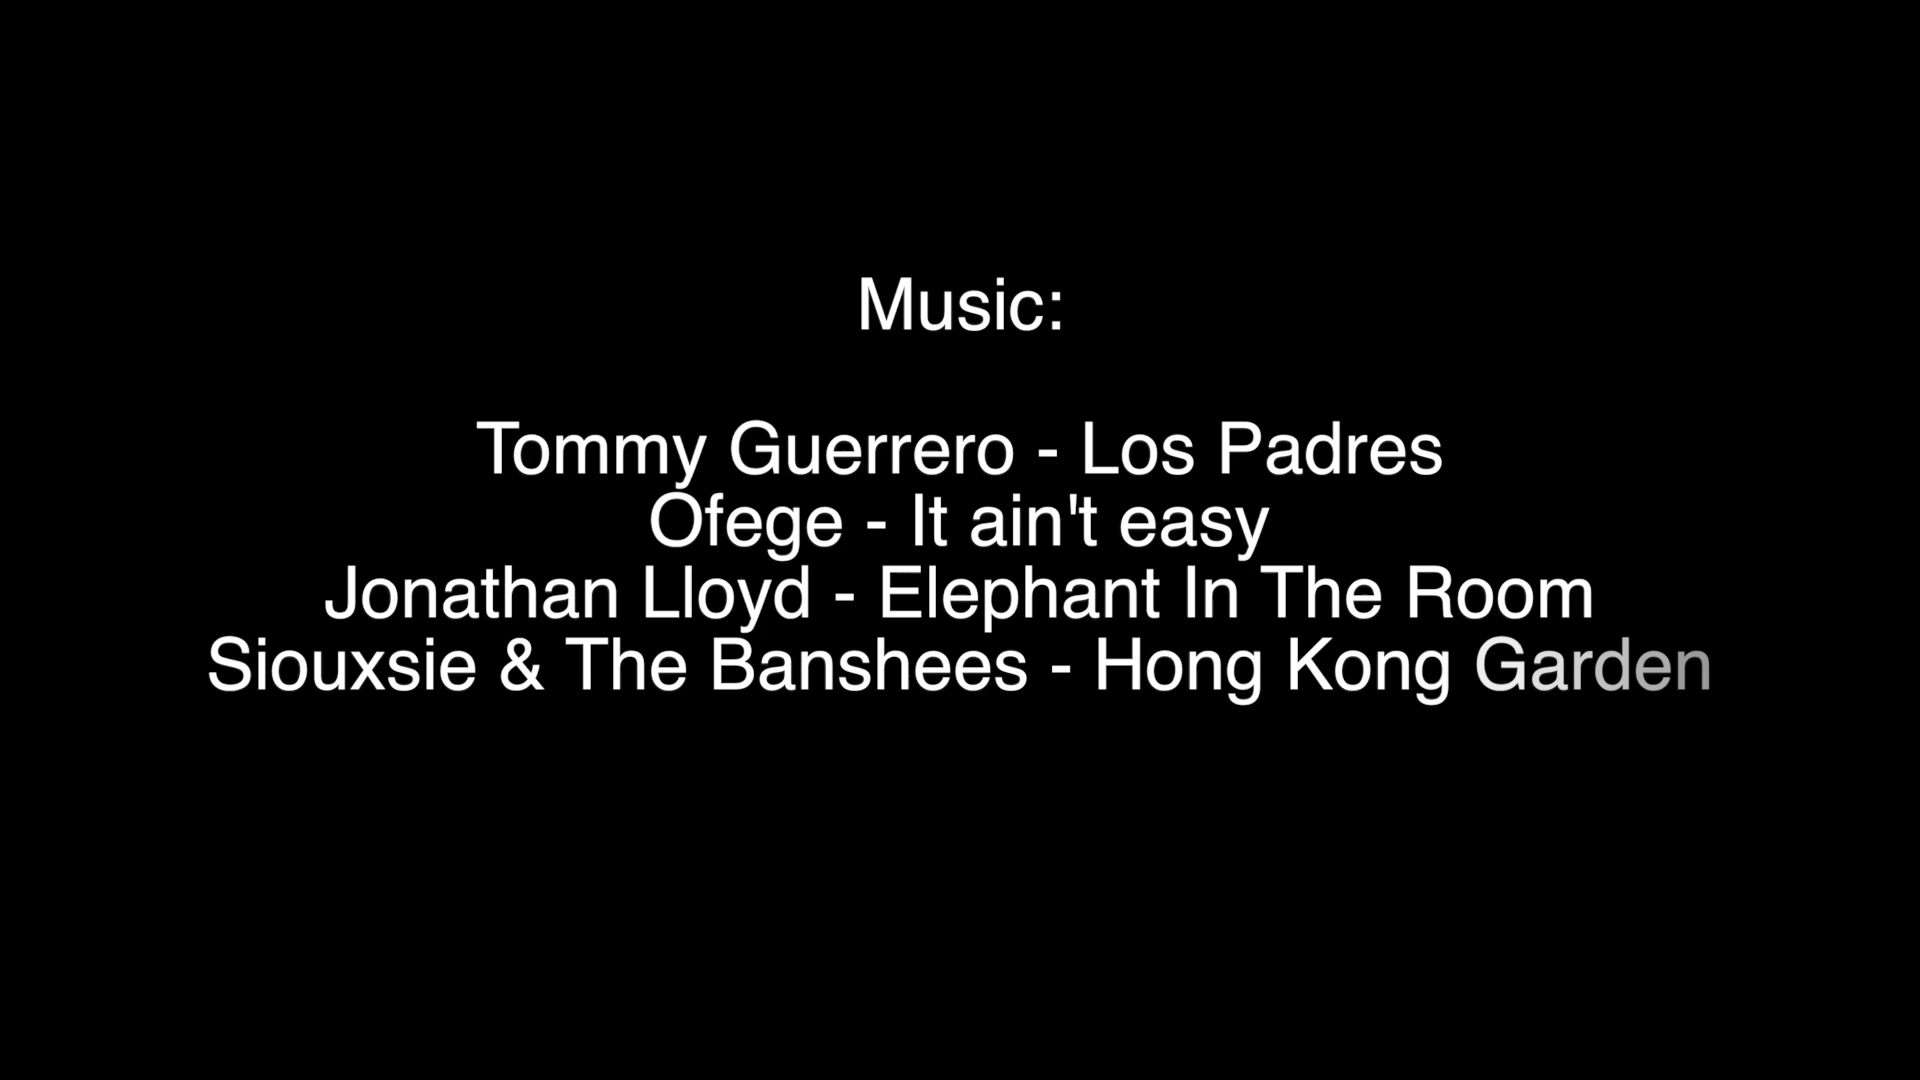 Music:
Tommy Guerrero - Los Padres
Ofege - It ain't easy
Jonathan Lloyd - Elephant In The Room
Siouxsie & The Banshees - Hong Kong Garden